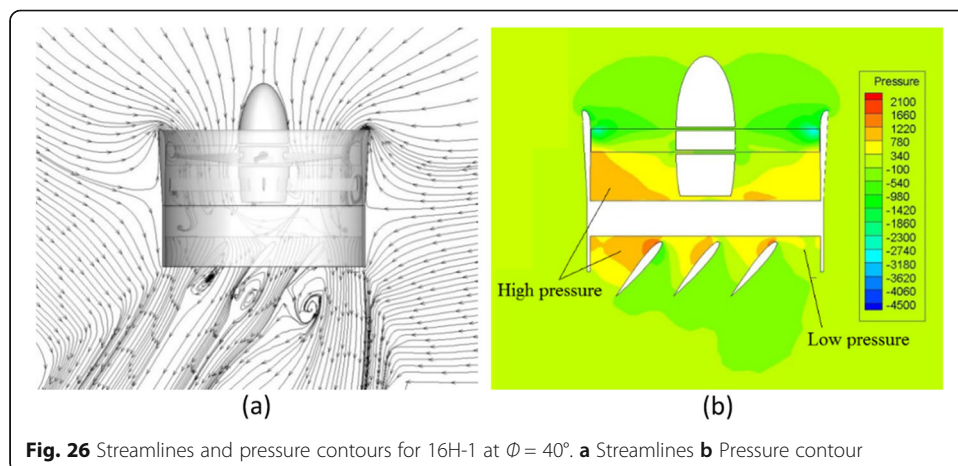 Pressure
2100
1660
1220
780
340
-100
-540
-980
-1420
-1860
-2300
-2740
-3180
-3620
-4060
-4500
High pressure
Low pressure
(a)
(b)
Fig. 26 Streamlines and pressure contours for 16H-1 at Φ = 40°. a Streamlines b Pressure contour